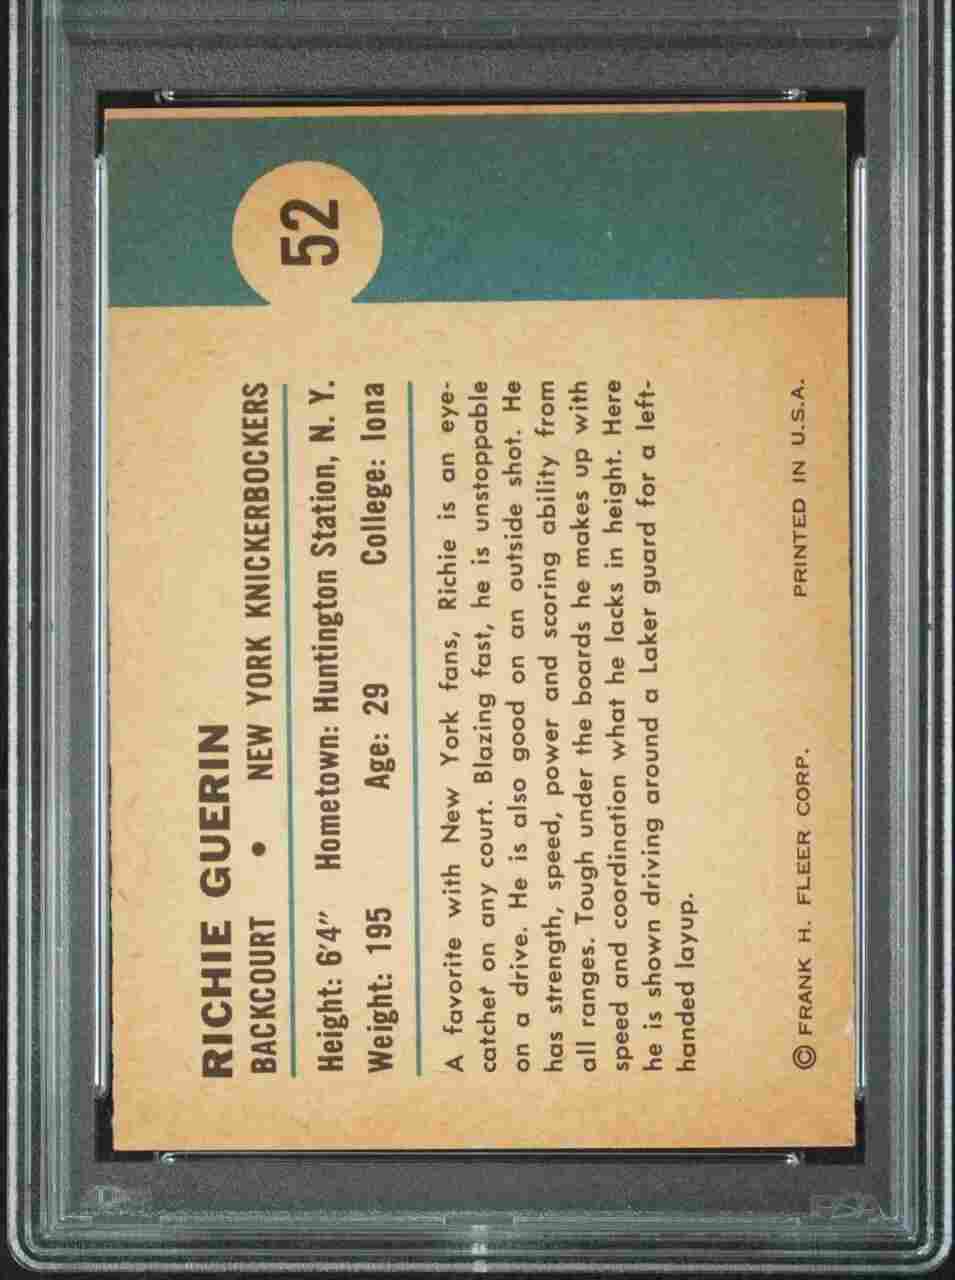 52
RICHIE GUERIN
BACKCOURT • NEW YORK KNICKERBOCKERS
Height: 6'4" Hometown: Huntington Station, N. Y.
Weight: 195 Age: 29 College: Iona
A favorite with New York fans, Richie is an eye-
catchet on any court. Blazing fast, he is unstoppable
on a drive. He is also good on an outside shot. He
has strength, speed, power and scoring ability from
all ranges. Tough under the boards he makes up with
speed and coordination what he lacks in height. Here
he is shown driving around a Laker guard for a left-
handed layup.
© FRANK H. FLEER CORP. PRINTED IN U.S.A.
PSA